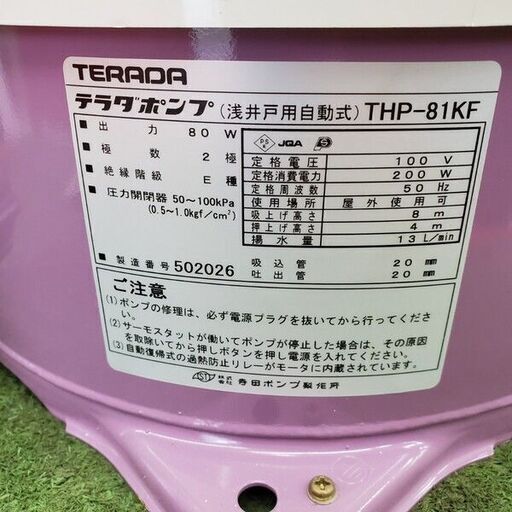 TERADA
テラダポンプ(浅井戸用自動式) THP-81KF
出力 80 W
極数 2 極
絶縁階級 E 種
圧力開閉器 50~100kPa
(0.5~1.0kgf/cm²)
製造番号 502026
JQA
定格電圧 100 V
定格消費電力 200 W
定格周波数 50 Hz
使用場所 屋外使用可
吸上げ高さ 8 m
押上げ高さ 4 m
揚水量 13 L/min
吸込管 20 mm
吐出管 20 mm
ご注意
(1)ポンプの修理は、必ず電源プラグを抜いてから行ってください。
(2)サーモスタットが働いてポンプが停止した場合は、その原因
を取除いてから押しボタンを押し電源を入れてください。
(3)自動復帰式の過熱防止リレーがモータに内蔵されています。
株式会社 寺田ポンプ製作所